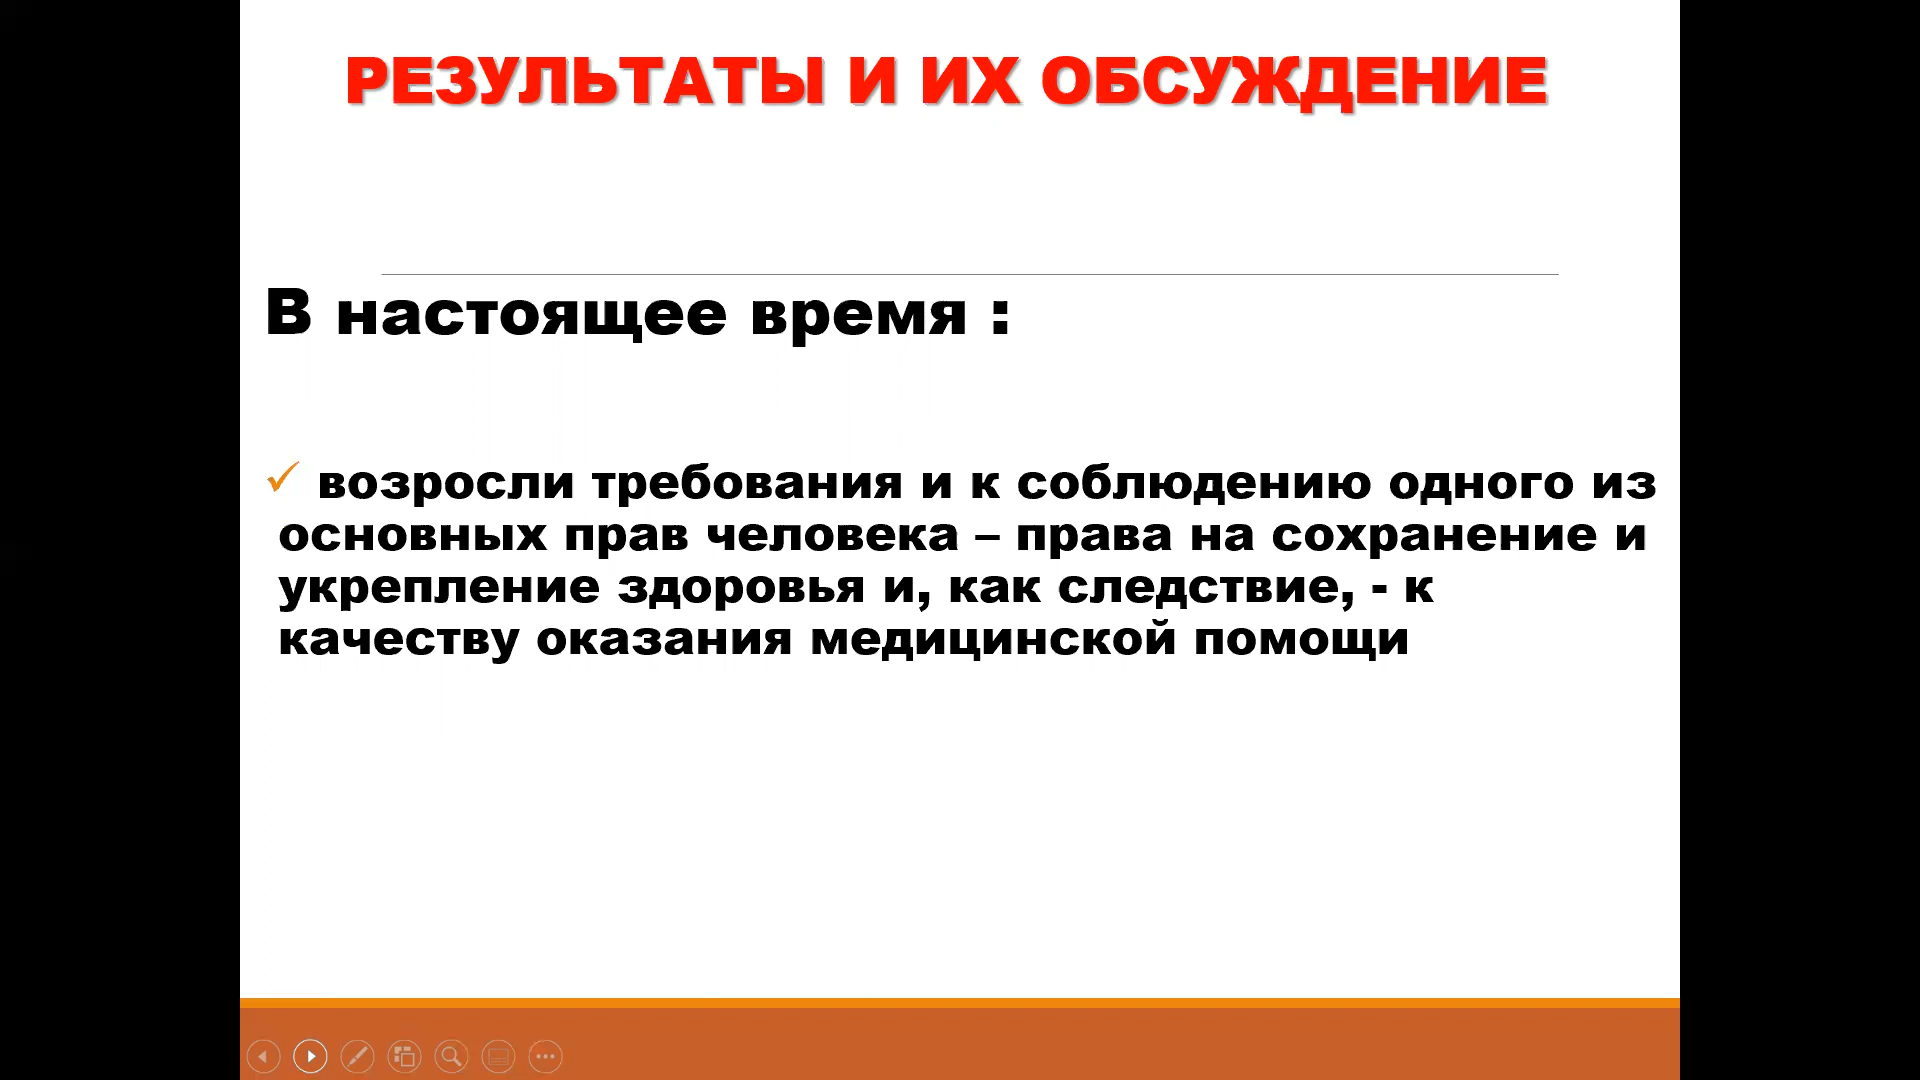 РЕЗУЛЬТАТЫ И ИХ ОБСУЖДЕНИЕ
В настоящее время :
возросли требования и к соблюдению одного из
основных прав человека – права на сохранение и
укрепление здоровья и, как следствие, - к
качеству оказания медицинской помощи